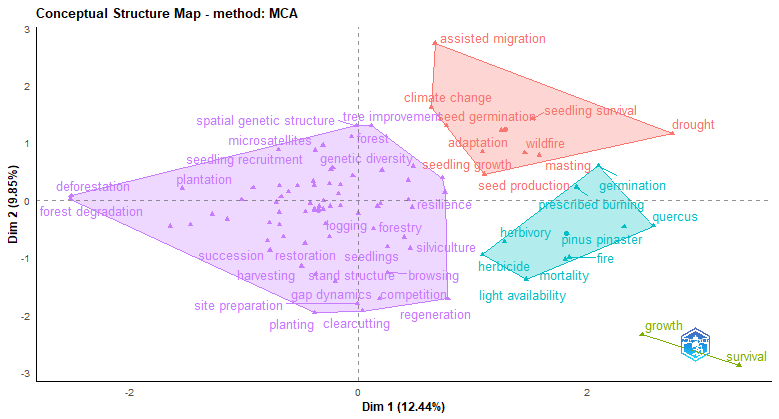 Conceptual Structure Map - method: MCA
3
2
1
0
-1
-2
-3
Dim 2 (9.85%)
assisted migration
climate change
seedling survival
spatial genetic structure
tree improvement
seed germination
drought
microsatellites
forest
adaptation
wildfire
seedling recruitment
genetic diversity
seedling growth
masting
plantation
deforestation
seed production
germination
forest degradation
resilience
prescribed burning
quercus
logging
forestry
herbivory
pinus pinaster
succession
restoration
seedlings
silviculture
fire
herbicide
harvesting
stand structure
browsing
mortality
gap dynamics
competition
light availability
site preparation
regeneration
planting
clearcutting
growth
survival
-2
0
2
Dim 1 (12.44%)